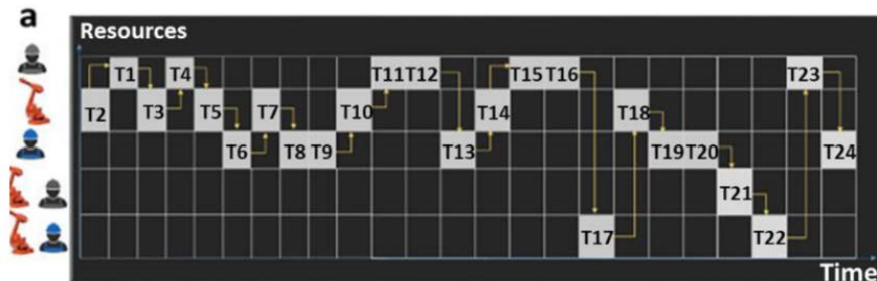 a
Resources
T1 T4 T11 T12 T15 T16 T23
T2 T3 T5 T7 T10 T14 T18
T6 T8 T9 T13 T19 T20 T24
T21
T17 T22
Time